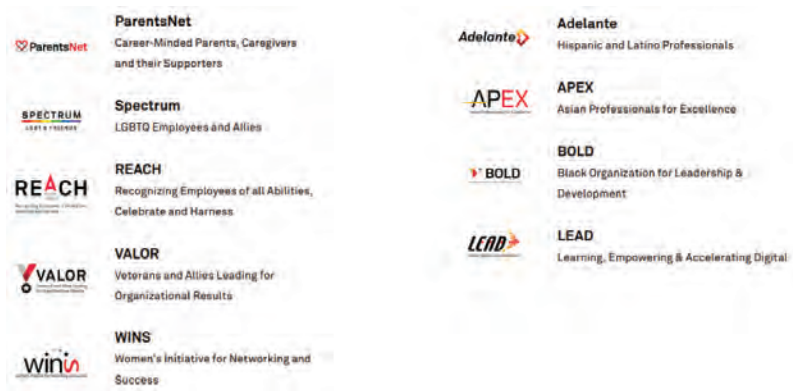 ParentsNet
ParentsNet
Career-Minded Parents, Caregivers
and their Supporters
SPECTRUM
LGBT & FRIENDS
Spectrum
LGBTQ Employees and Allies
REACH
REACH
Recognizing Employees of all Abilities,
Celebrate and Harness
VALOR
VALOR
Veterans and Allies Leading for
Organizational Results
wins
WINS
Women's Initiative for Networking and
Success
Adelante
Adelante
Hispanic and Latino Professionals
APEX
APEX
Asian Professionals for Excellence
BOLD
BOLD
Black Organization for Leadership &
Development
LEAD
LEAD
Learning, Empowering & Accelerating Digital